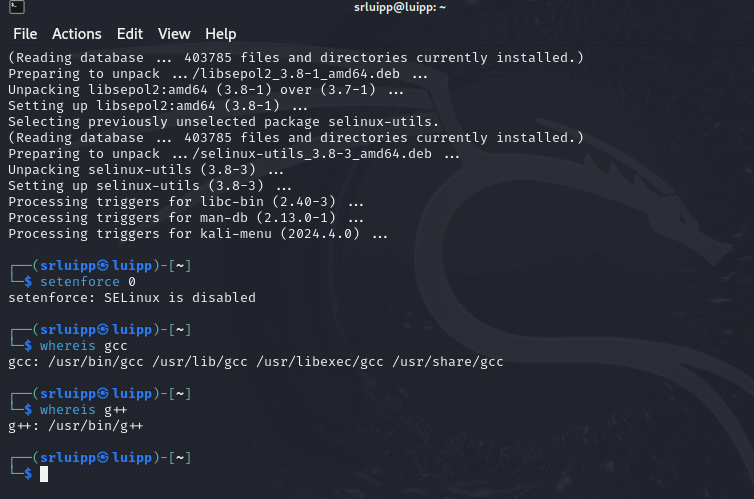 srluipp@luipp: ~
File Actions Edit View Help
(Reading database ... 403785 files and directories currently installed.)
Preparing to unpack .../libsepol2_3.8-1_amd64.deb ...
Unpacking libsepol2:amd64 (3.8-1) over (3.7-1) ...
Setting up libsepol2:amd64 (3.8-1) ...
Selecting previously unselected package selinux-utils.
(Reading database ... 403785 files and directories currently installed.)
Preparing to unpack .../selinux-utils_3.8-3_amd64.deb ...
Unpacking selinux-utils (3.8-3) ...
Setting up selinux-utils (3.8-3) ...
Processing triggers for libc-bin (2.40-3) ...
Processing triggers for man-db (2.13.0-1) ...
Processing triggers for kali-menu (2024.4.0) ...
┌──(srluipp㉿luipp)-[~]
└─$ setenforce 0
setenforce: SELinux is disabled
┌──(srluipp㉿luipp)-[~]
└─$ whereis gcc
gcc: /usr/bin/gcc /usr/lib/gcc /usr/libexec/gcc /usr/share/gcc
┌──(srluipp㉿luipp)-[~]
└─$ whereis g++
g++: /usr/bin/g++
┌──(srluipp㉿luipp)-[~]
└─$